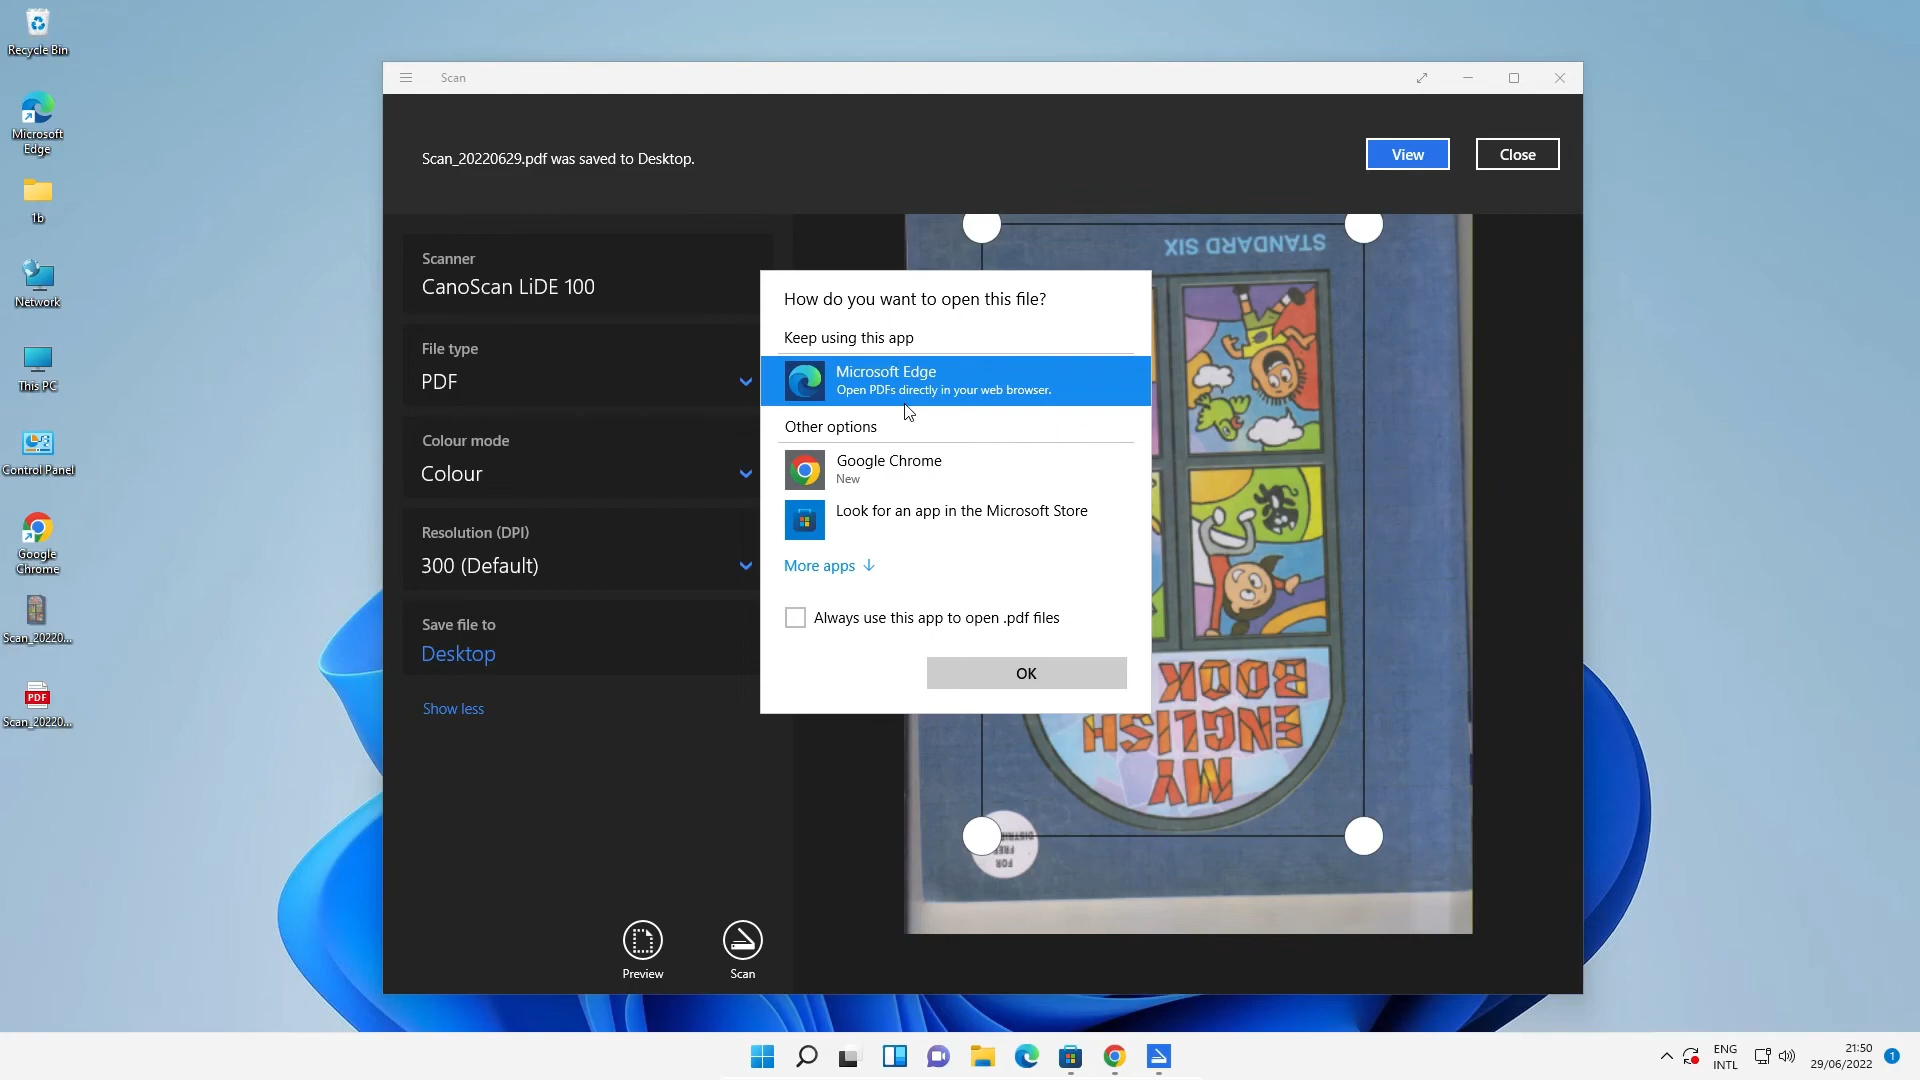 Recycle Bin
Microsoft
Edge
1b
Network
This PC
Control Panel
Google
Chrome
Scan_20220...
PDF
Scan_20220...
Scan
Scan_20220629.pdf was saved to Desktop.
View
Close
Scanner
CanoScan LiDE 100
File type
PDF
Colour mode
Colour
Resolution (DPI)
300 (Default)
Save file to
Desktop
Show less
Preview
Scan
How do you want to open this file?
Keep using this app
Microsoft Edge
Open PDFs directly in your web browser.
Other options
Google Chrome
New
Look for an app in the Microsoft Store
More apps
Always use this app to open .pdf files
OK
STANDARD SIX
MY
ENGLISH
BOOK
FOR
FREE
DISTRIB
ENG
INTL
21:50
29/06/2022
1